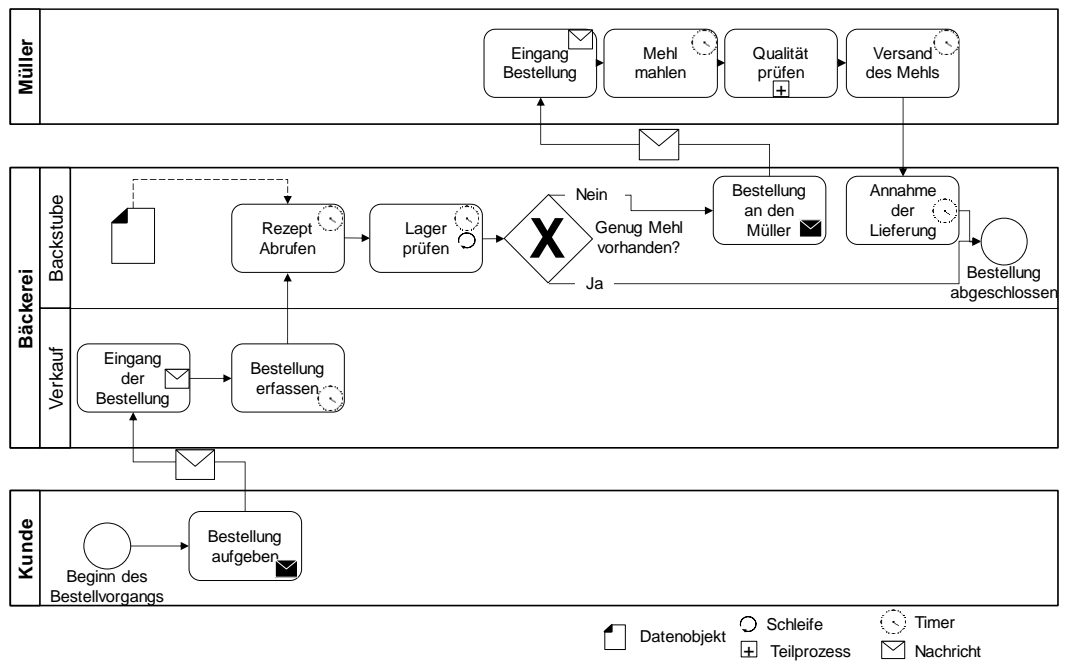 Müller
Eingang
Bestellung
Mehl
mahlen
Qualität
prüfen
Versand
des Mehls
Bäckerei
Backstube
Rezept
Abrufen
Lager
prüfen
X
Nein
Genug Mehl
vorhanden?
Ja
Bestellung
an den
Müller
Annahme
der
Lieferung
Bestellung
abgeschlossen
Verkauf
Eingang
der
Bestellung
Bestellung
erfassen
Kunde
Beginn des
Bestellvorgangs
Bestellung
aufgeben
Datenobjekt
Schleife
Teilprozess
Timer
Nachricht